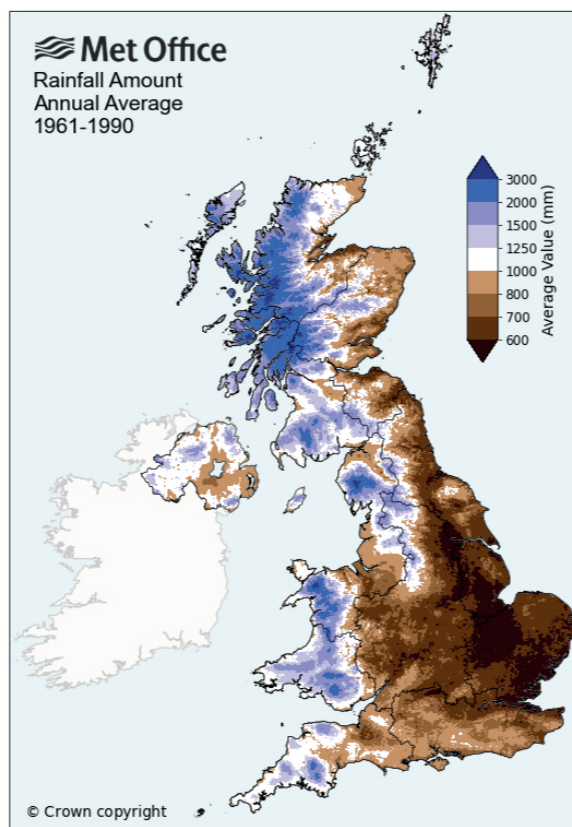 Met Office
Rainfall Amount
Annual Average
1961-1990
3000
2000
1500
1250
1000
800
700
600
Average Value (mm)
© Crown copyright